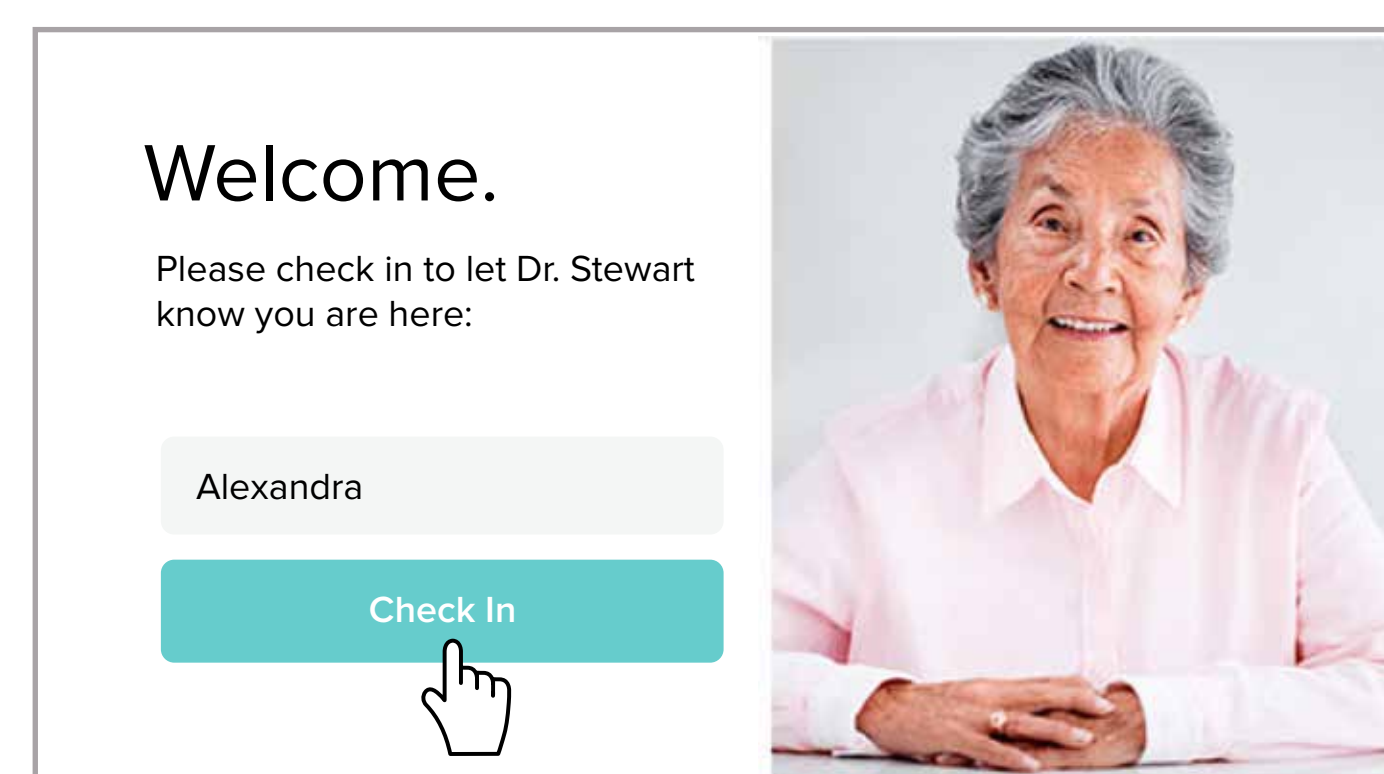 Welcome.
Please check in to let Dr. Stewart
know you are here:
Alexandra
Check In